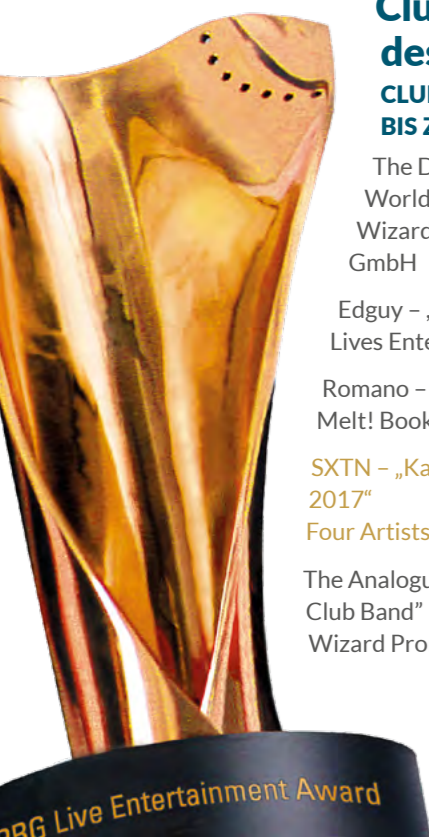 Clu
des
CLU
BIS Z
The D
World
Wizard
GmbH
Edguy – „
Lives Ente
Romano –
Melt! Book
SXTN – „Ka
2017“
Four Artists
The Analogu
Club Band”
Wizard Pro
PRG Live Entertainment Award